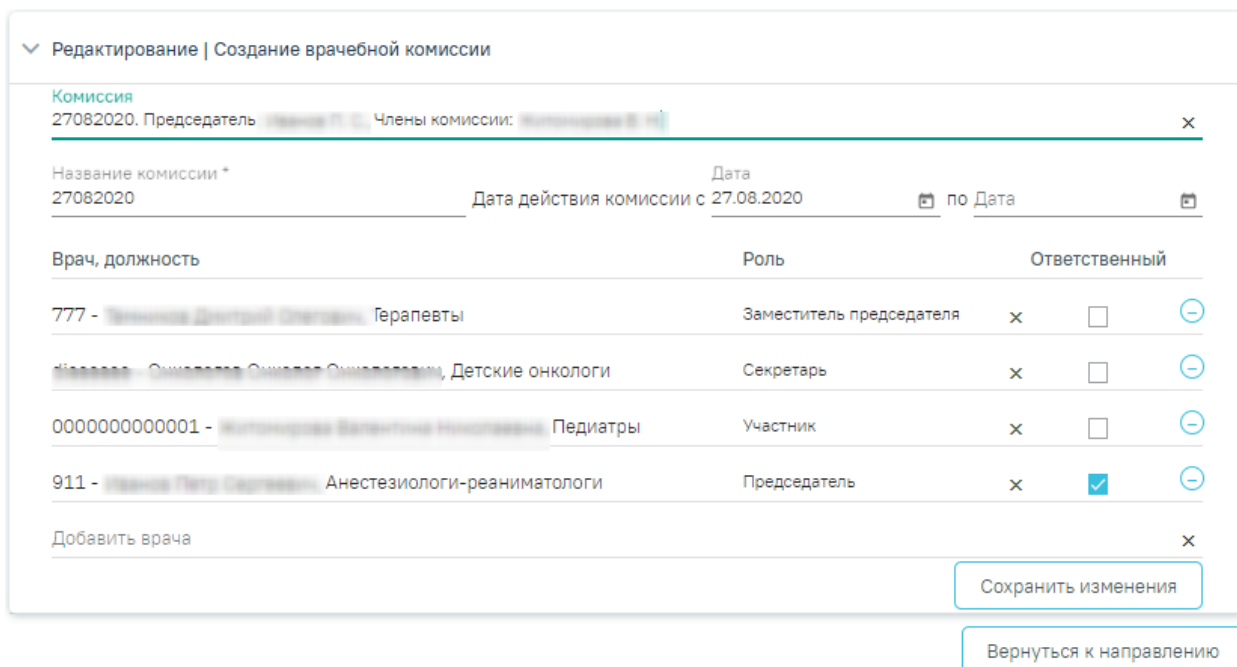 Редактирование | Создание врачебной комиссии
Комиссия
27082020. Председатель Члены комиссии:
Название комиссии *
Дата
27082020 Дата действия комиссии с 27.08.2020 по Дата
Врач, должность Роль Ответственный
777 - Терапевты Заместитель председателя
, Детские онкологи Секретарь
0000000000001 - Педиатры Участник
911 - Анестезиологи-реаниматологи Председатель
Добавить врача
Сохранить изменения
Вернуться к направлению